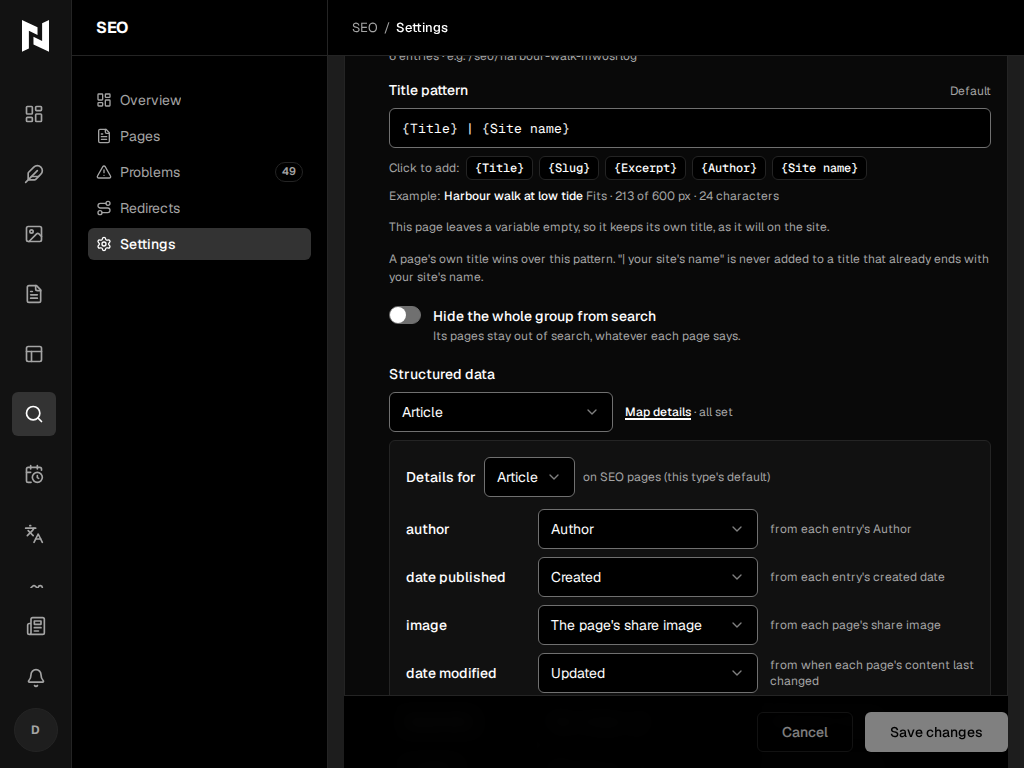 SEO
SEO / Settings
Overview
Pages
Problems 49
Redirects
Settings
6 entries · e.g. /seo/harbour-walk-mwosrlog
Title pattern Default
{Title} | {Site name}
Click to add: {Title} {Slug} {Excerpt} {Author} {Site name}
Example: Harbour walk at low tide Fits · 213 of 600 px · 24 characters
This page leaves a variable empty, so it keeps its own title, as it will on the site.
A page's own title wins over this pattern. "| your site's name" is never added to a title that already ends with
your site's name.
Hide the whole group from search
Its pages stay out of search, whatever each page says.
Structured data
Article Map details · all set
Details for Article on SEO pages (this type's default)
author Author from each entry's Author
date published Created from each entry's created date
image The page's share image from each page's share image
date modified Updated from when each page's content last
changed
D
Cancel Save changes